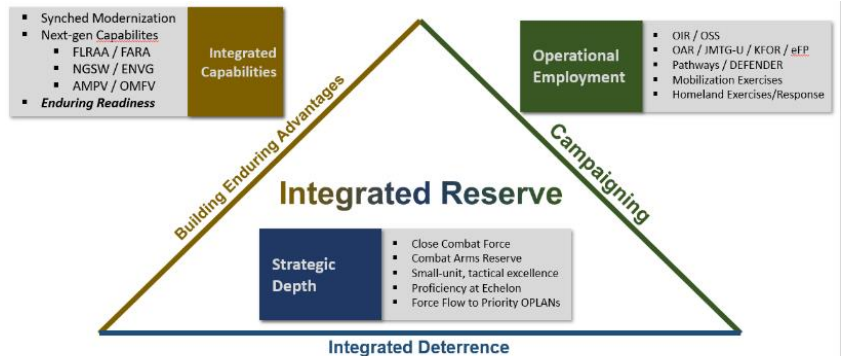 Synched Modernization
Next-gen Capabilites
FLRAA / FARA
NGSW / ENVG
AMPV / OMFV
Enduring Readiness
Integrated
Capabilities
Operational
Employment
OIR / OSS
OAR / JMTG-U / KFOR / eFP
Pathways / DEFENDER
Mobilization Exercises
Homeland Exercises/Response
Building Enduring Advantages
Campaigning
Integrated Reserve
Strategic
Depth
Close Combat Force
Combat Arms Reserve
Small-unit, tactical excellence
Proficiency at Echelon
Force Flow to Priority OPLANs
Integrated Deterrence